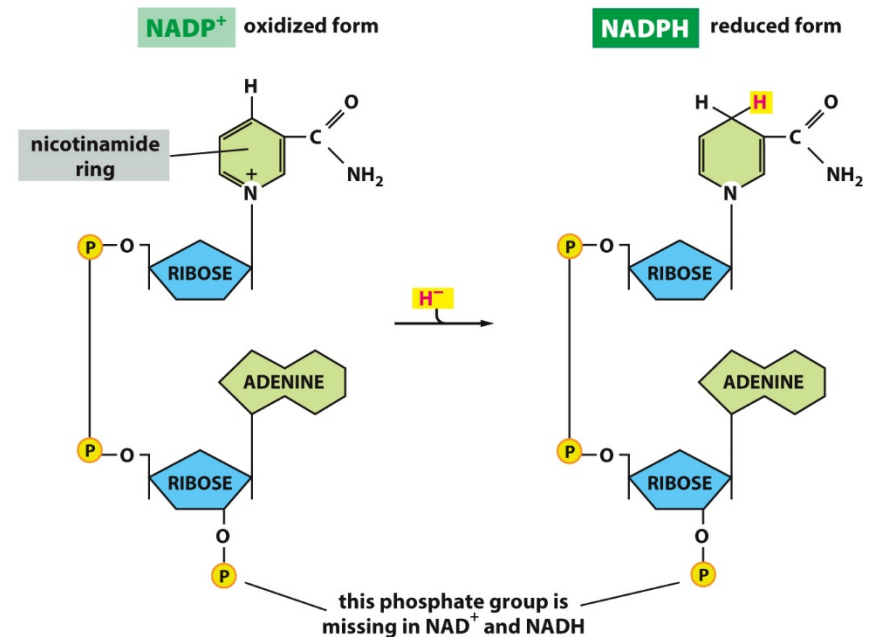 NADP⁺ oxidized form
NADPH reduced form
H
O
C
NH₂
nicotinamide
ring
+
N
P
O
RIBOSE
ADENINE
P
O
RIBOSE
O
P
H⁻
H
H
O
C
NH₂
N
P
O
RIBOSE
ADENINE
P
O
RIBOSE
O
P
this phosphate group is
missing in NAD⁺ and NADH